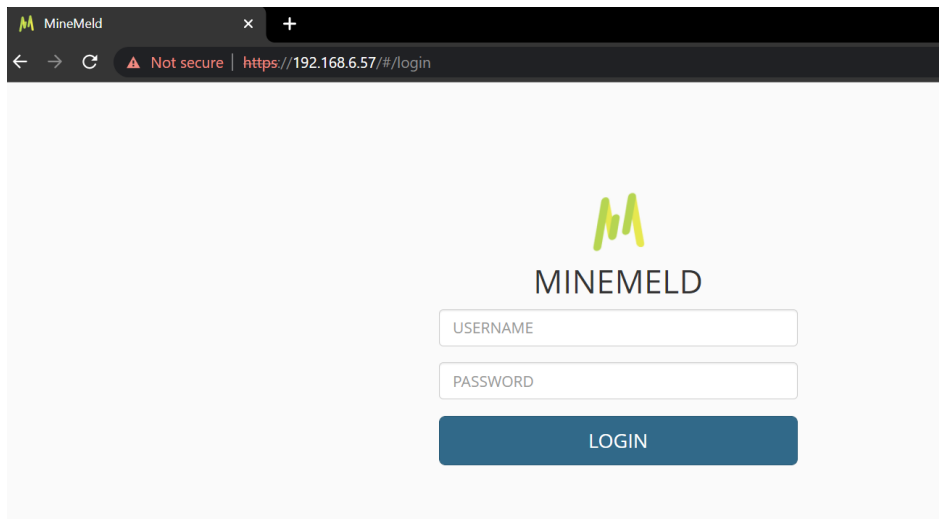 MineMeld
Not secure | https://192.168.6.57/#/login
MINEMELD
USERNAME
PASSWORD
LOGIN